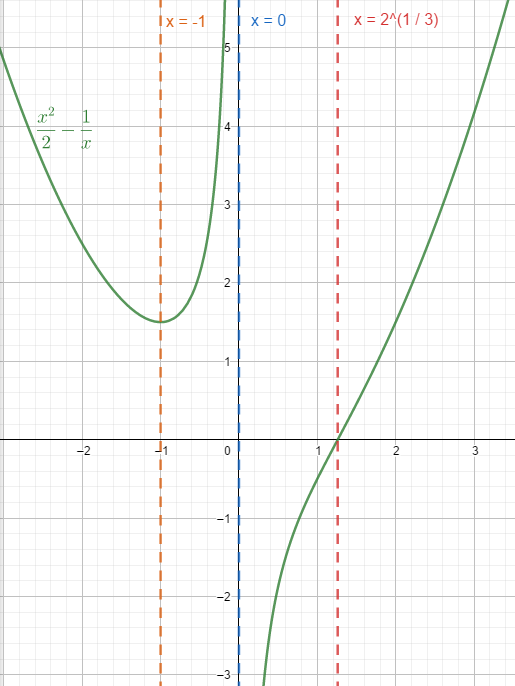 x = -1
x = 0
x = 2^(1 / 3)
x²/2 − 1/x
5
4
3
2
1
−2 −1 0 1 2 3
−1
−2
−3